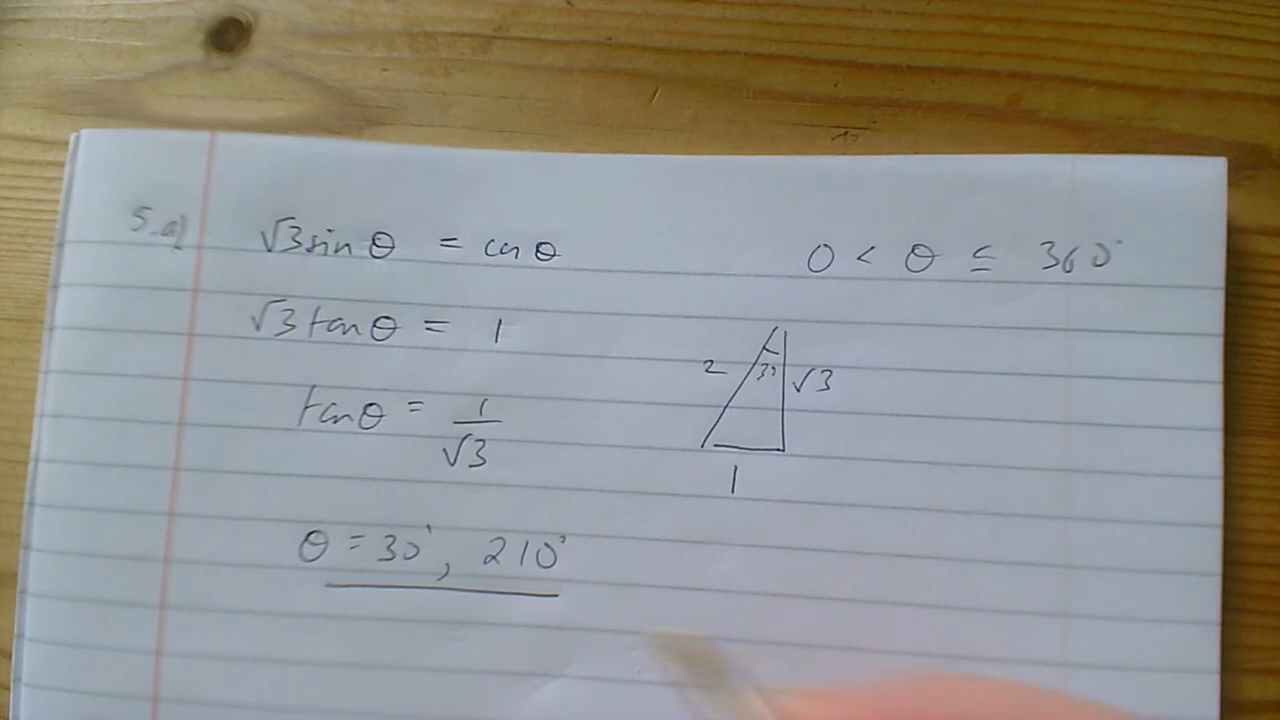 5.a) √3 sin θ = cos θ 0 < θ ≤ 360°
√3 tan θ = 1
tan θ = 1/√3
2 30 √3
1
θ = 30°, 210°